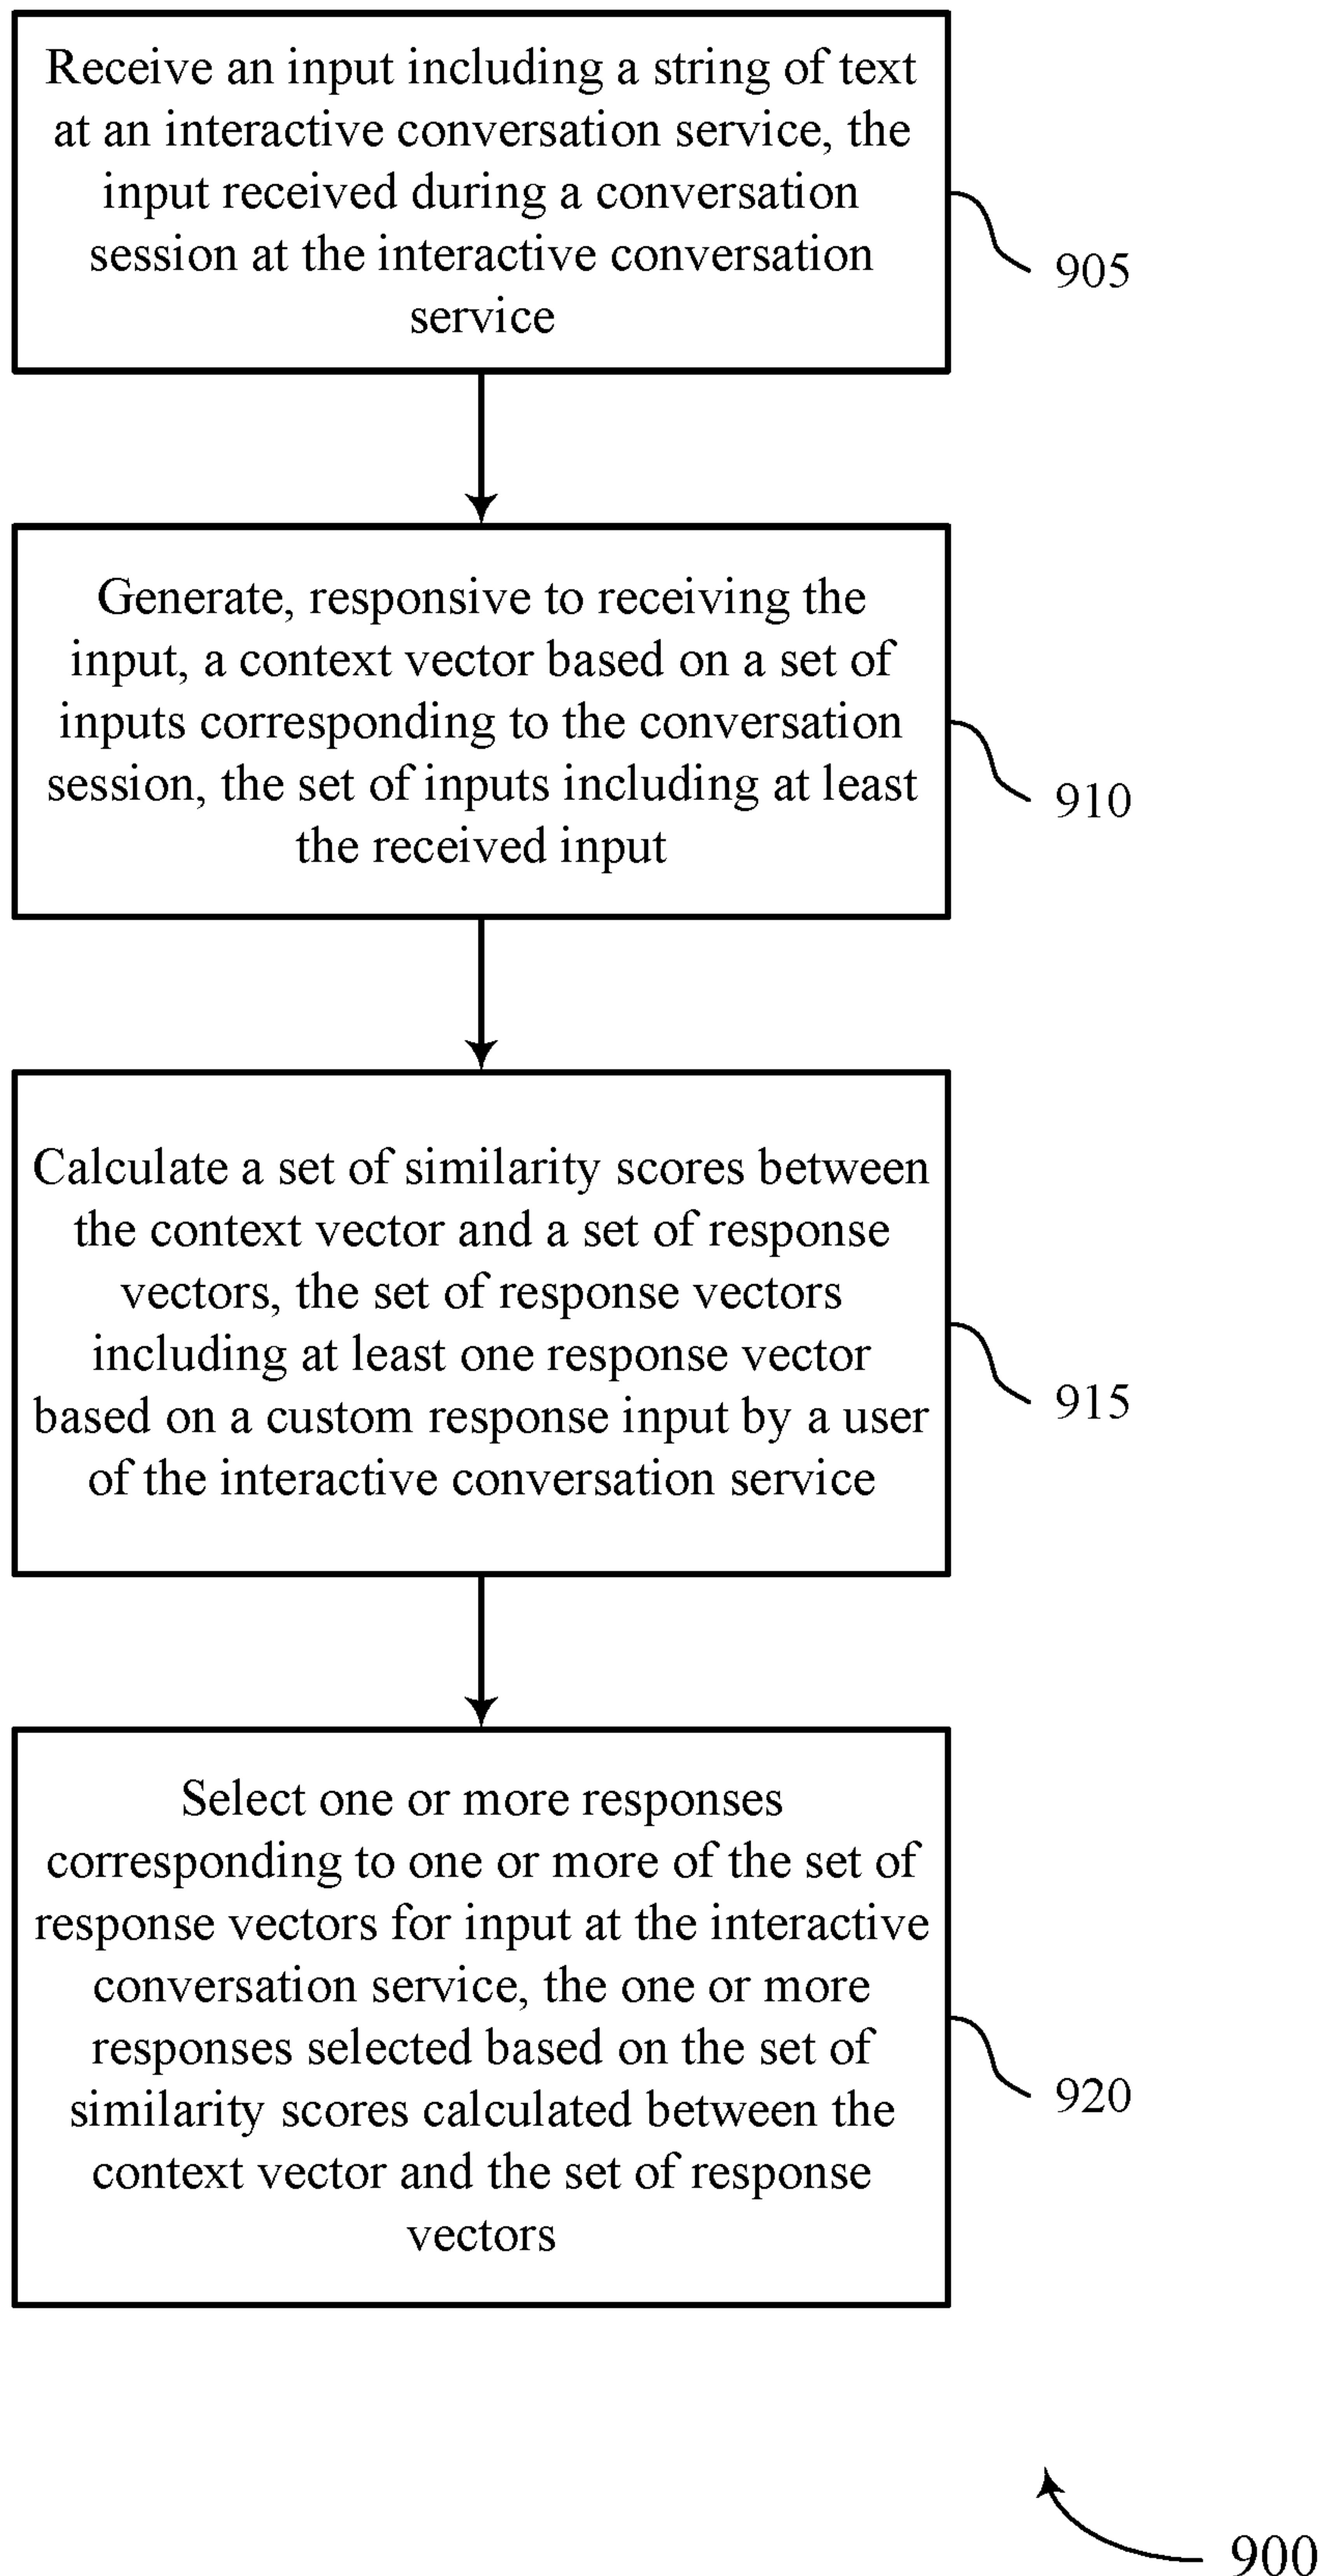 Receive an input including a string of text
at an interactive conversation service, the
input received during a conversation
session at the interactive conversation
service
905
Generate, responsive to receiving the
input, a context vector based on a set of
inputs corresponding to the conversation
session, the set of inputs including at least
the received input
910
Calculate a set of similarity scores between
the context vector and a set of response
vectors, the set of response vectors
including at least one response vector
based on a custom response input by a user
of the interactive conversation service
915
Select one or more responses
corresponding to one or more of the set of
response vectors for input at the interactive
conversation service, the one or more
responses selected based on the set of
similarity scores calculated between the
context vector and the set of response
vectors
920
900